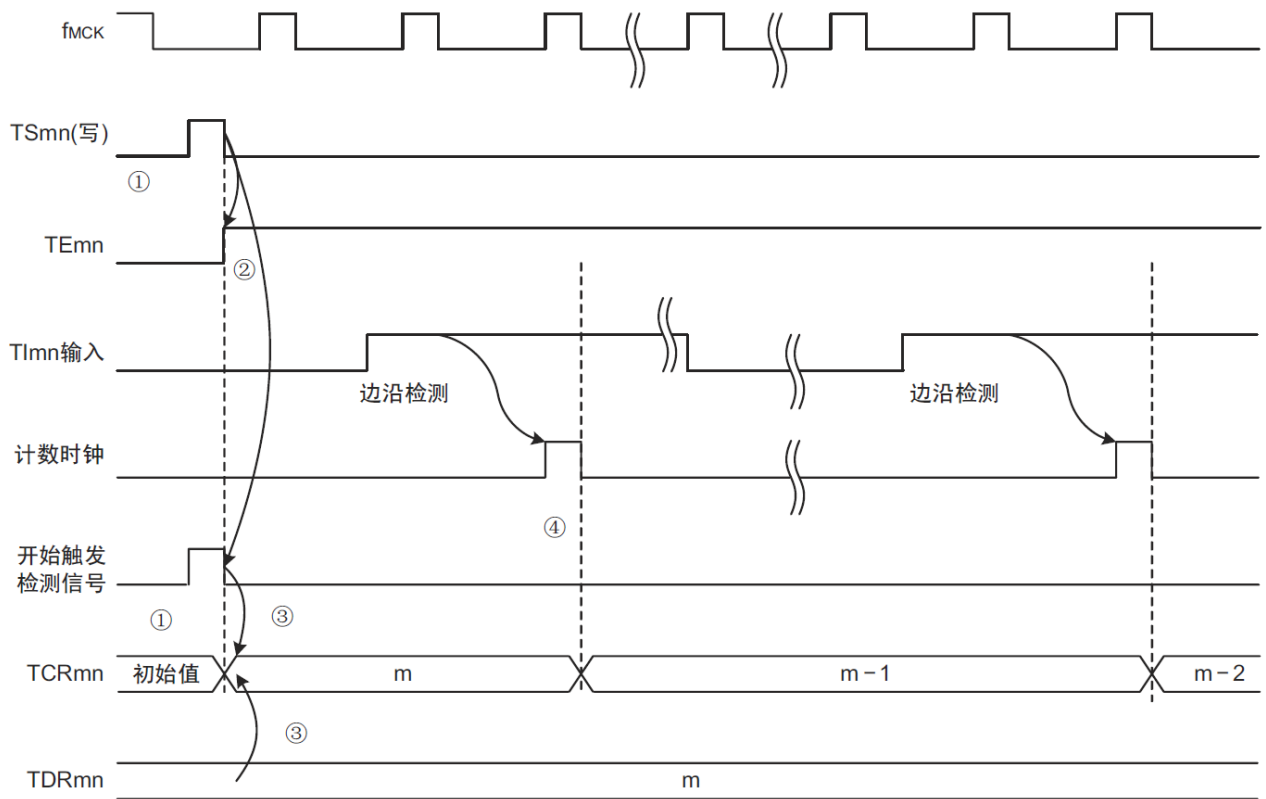 fMCK
TSmn(写)
①
TEmn
②
TImn输入
边沿检测
边沿检测
计数时钟
④
开始触发
检测信号
①
③
TCRmn
初始值
m
m-1
m-2
③
TDRmn
m